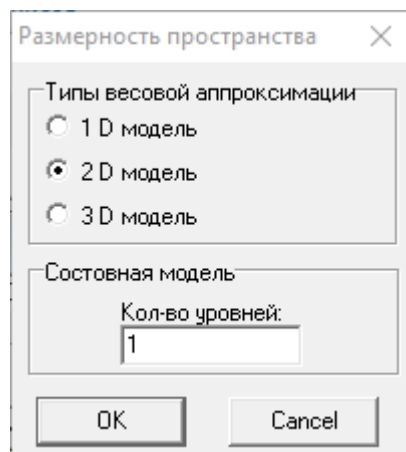 Размерность пространства
Типы весовой аппроксимации
1 D модель
2 D модель
3 D модель
Состовная модель
Кол-во уровней:
1
OK
Cancel